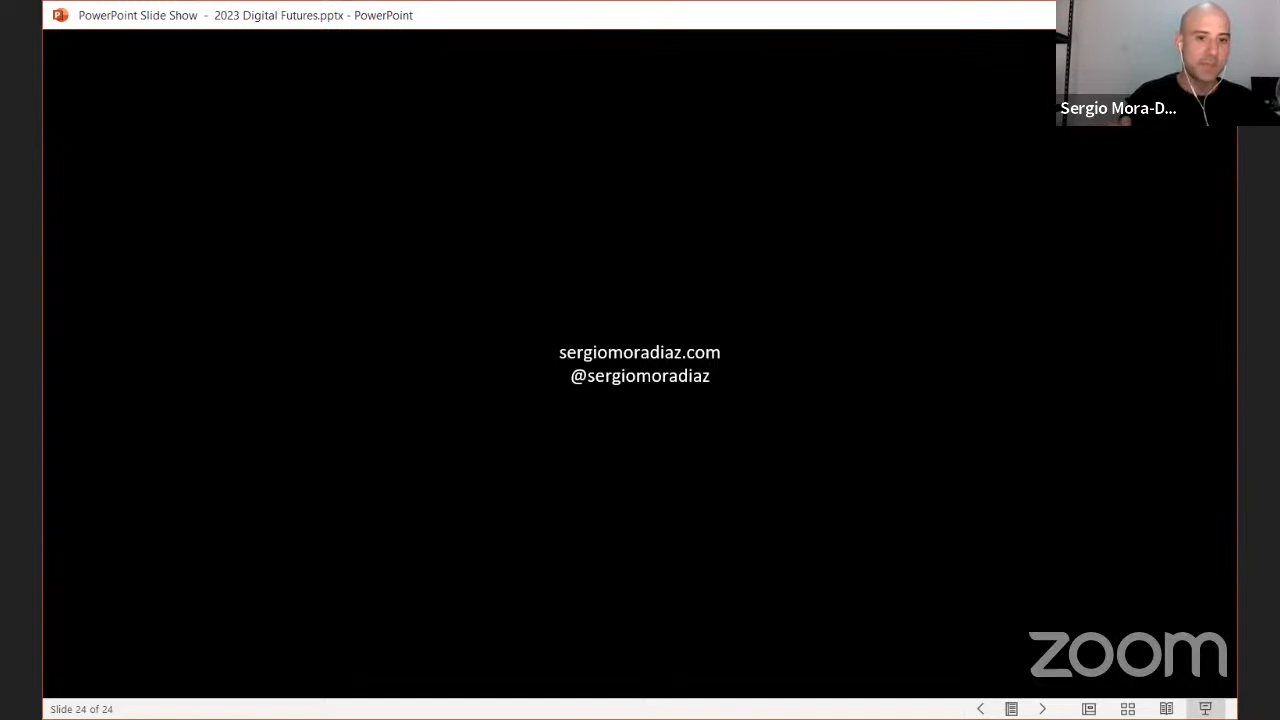 PowerPoint Slide Show - 2023 Digital Futures.pptx - PowerPoint
Sergio Mora-D...
sergiomoradiaz.com
@sergiomoradiaz
zoom
Slide 24 of 24